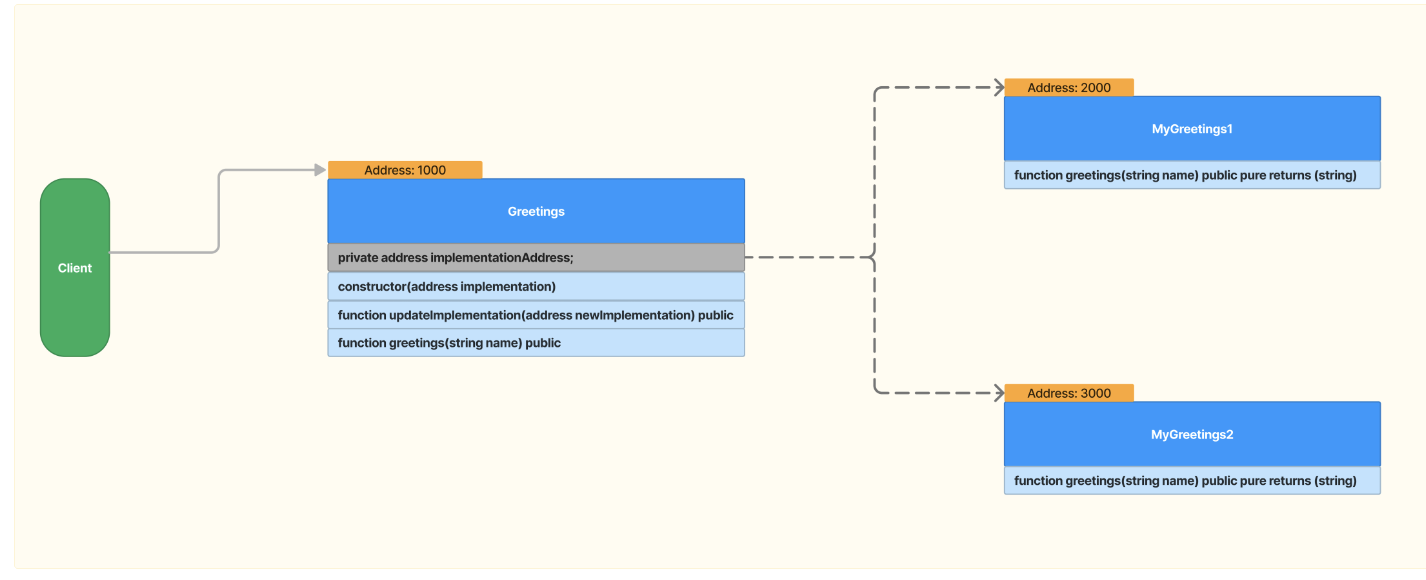 Client
Address: 1000
Greetings
private address implementationAddress;
constructor(address implementation)
function updateImplementation(address newImplementation) public
function greetings(string name) public
Address: 2000
MyGreetings1
function greetings(string name) public pure returns (string)
Address: 3000
MyGreetings2
function greetings(string name) public pure returns (string)